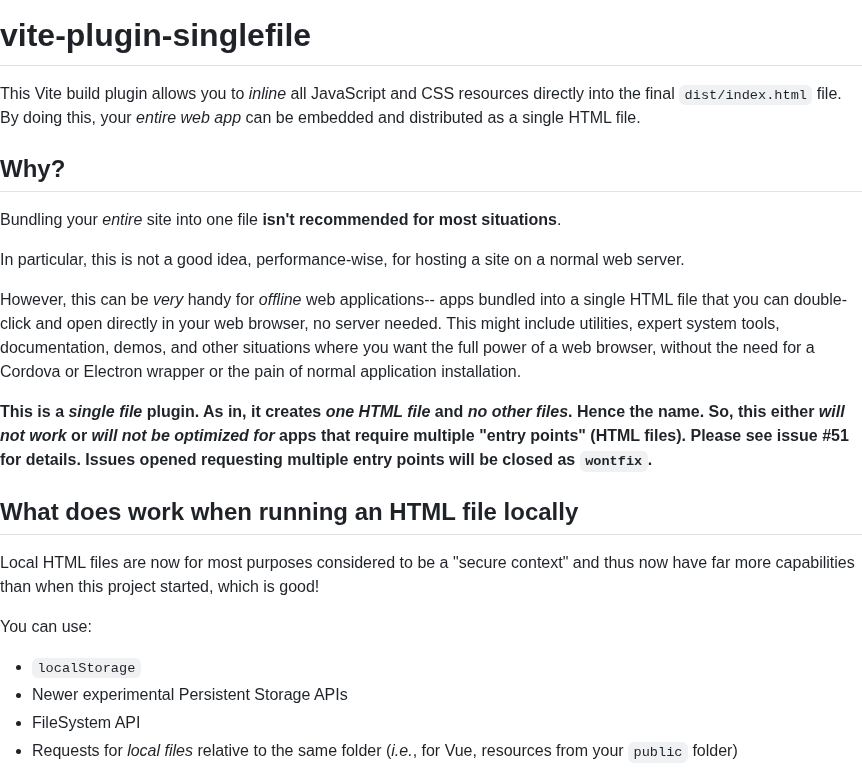 vite-plugin-singlefile
This Vite build plugin allows you to inline all JavaScript and CSS resources directly into the final dist/index.html file.
By doing this, your entire web app can be embedded and distributed as a single HTML file.
Why?
Bundling your entire site into one file isn't recommended for most situations.
In particular, this is not a good idea, performance-wise, for hosting a site on a normal web server.
However, this can be very handy for offline web applications-- apps bundled into a single HTML file that you can double-
click and open directly in your web browser, no server needed. This might include utilities, expert system tools,
documentation, demos, and other situations where you want the full power of a web browser, without the need for a
Cordova or Electron wrapper or the pain of normal application installation.
This is a single file plugin. As in, it creates one HTML file and no other files. Hence the name. So, this either will
not work or will not be optimized for apps that require multiple "entry points" (HTML files). Please see issue #51
for details. Issues opened requesting multiple entry points will be closed as wontfix.
What does work when running an HTML file locally
Local HTML files are now for most purposes considered to be a "secure context" and thus now have far more capabilities
than when this project started, which is good!
You can use:
• localStorage
• Newer experimental Persistent Storage APIs
• FileSystem API
• Requests for local files relative to the same folder (i.e., for Vue, resources from your public folder)